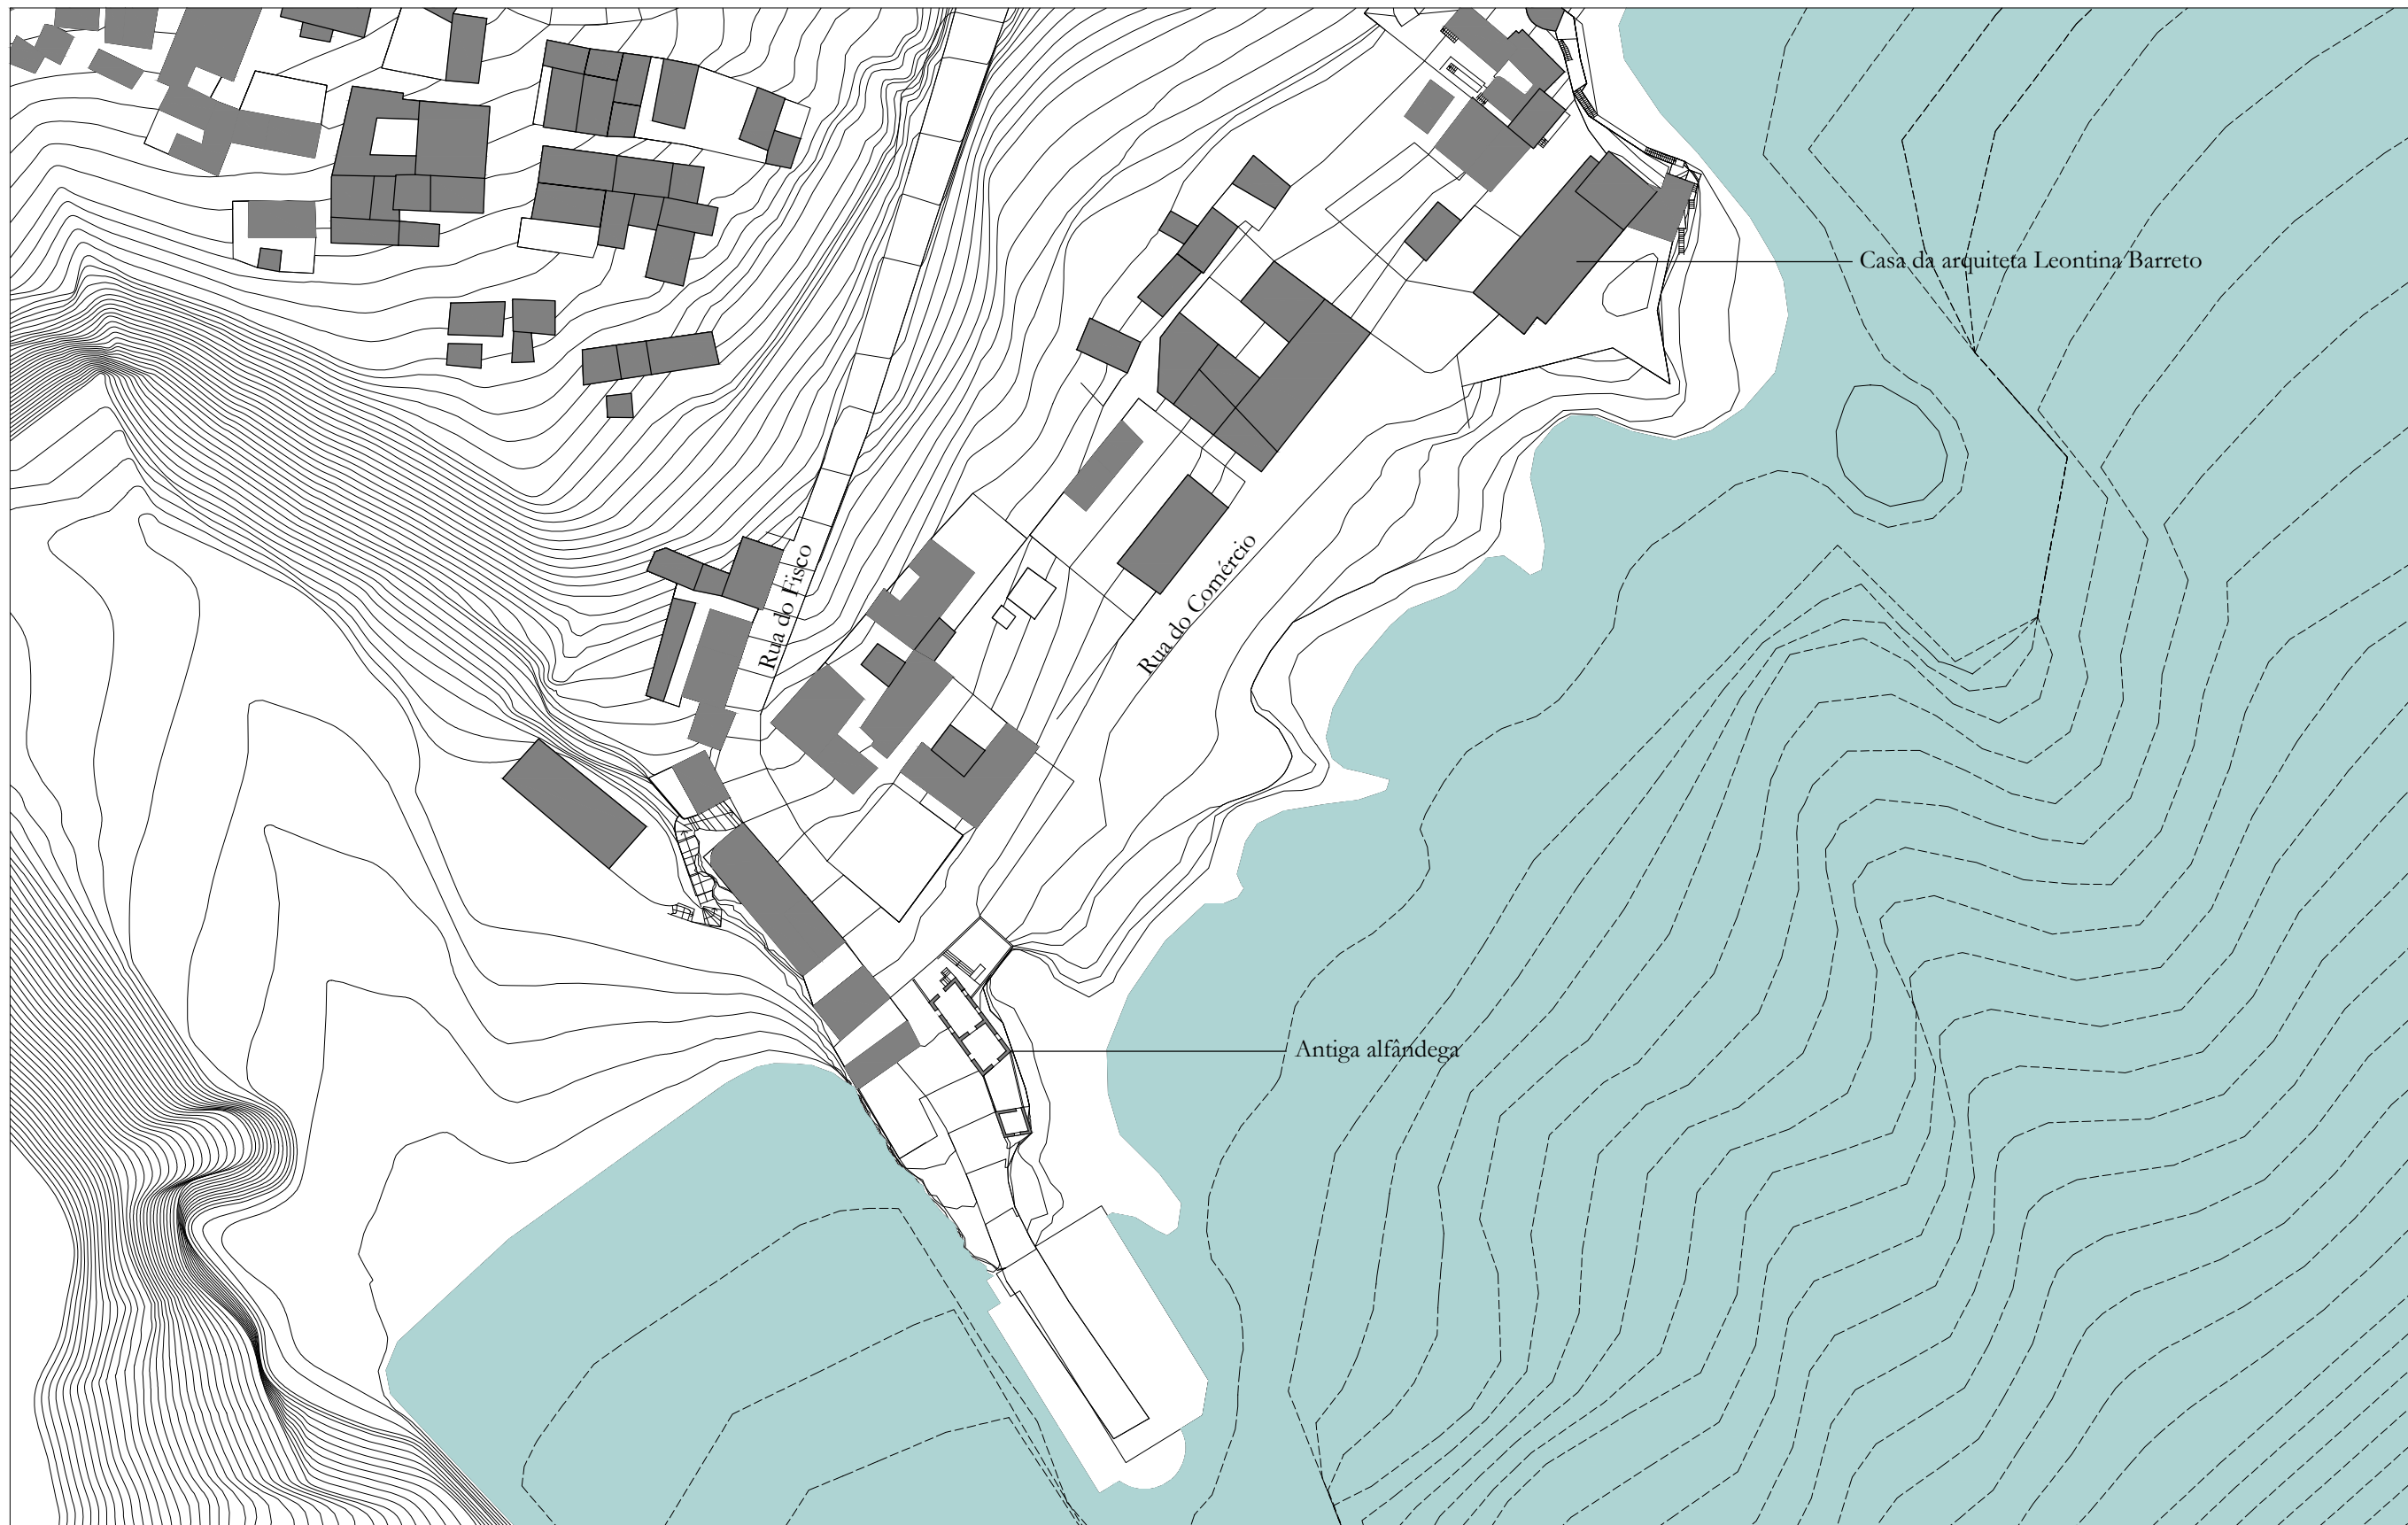 Casa da arquiteta Leontina Barreto
Rua do Fisco
Rua do Comércio
Antiga alfândega